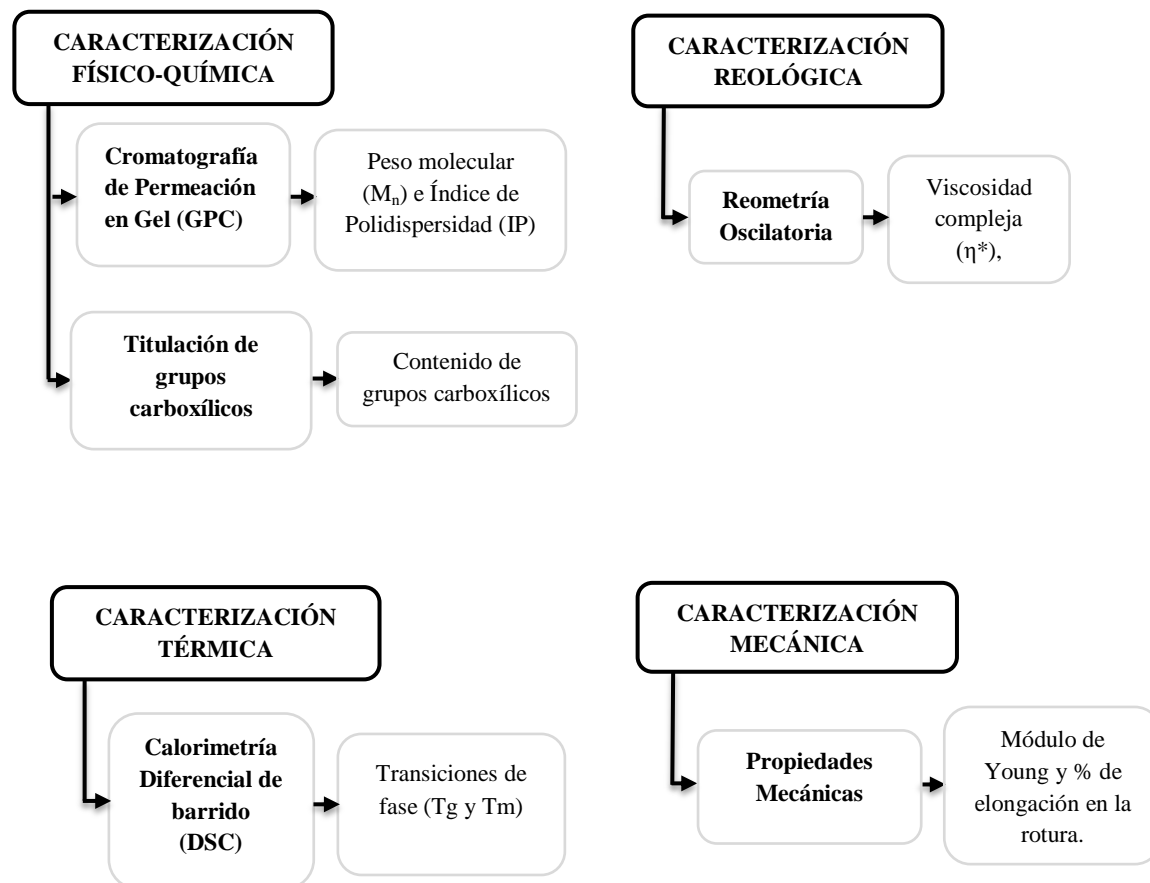 CARACTERIZACIÓN
FÍSICO-QUÍMICA
Cromatografía
de Permeación
en Gel (GPC)
Peso molecular
(Mn) e Índice de
Polidispersidad (IP)
Titulación de
grupos
carboxílicos
Contenido de
grupos carboxílicos
CARACTERIZACIÓN
REOLÓGICA
Reometría
Oscilatoria
Viscosidad
compleja
(η*),
CARACTERIZACIÓN
TÉRMICA
Calorimetría
Diferencial de
barrido
(DSC)
Transiciones de
fase (Tg y Tm)
CARACTERIZACIÓN
MECÁNICA
Propiedades
Mecánicas
Módulo de
Young y % de
elongación en la
rotura.